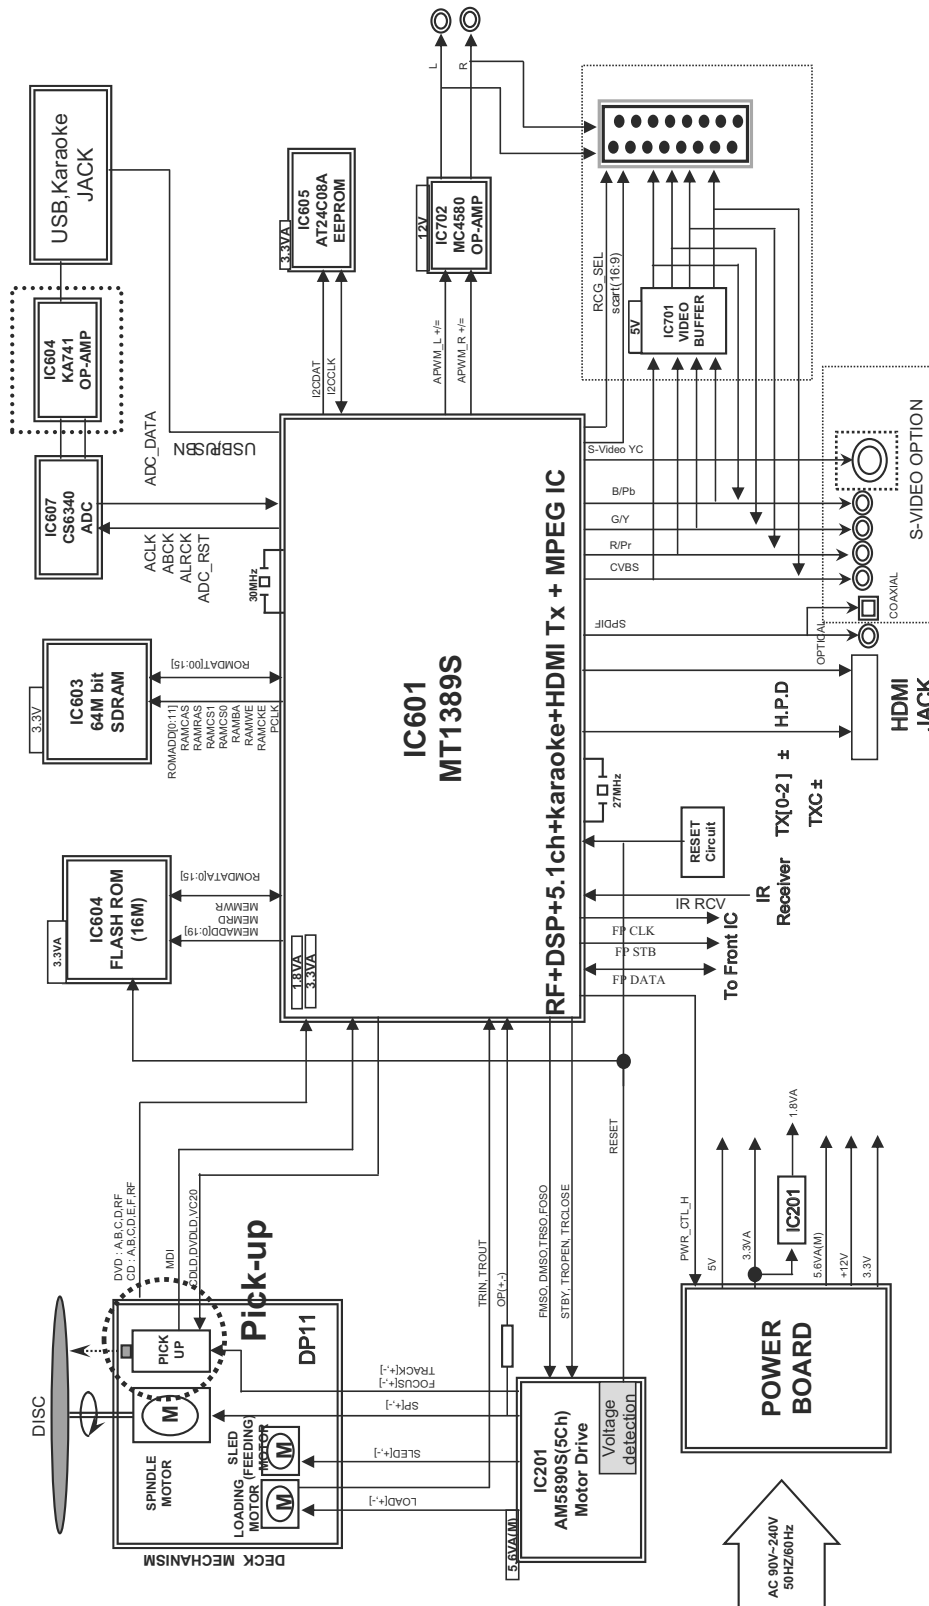 USB,Karaoke
JACK
IC604
KA741
OP-AMP
IC607
CS6340
ADC
ADC_DATA
ACLK
ABCK
ALRCK
ADC_RST
3.3VA
IC605
AT24C08A
EEPROM
I2CDAT
I2CCLK
12V
IC702
MC4580
OP-AMP
APWM_L +/=
APWM_R +/=
L
R
RCG_SEL
scart(16:9)
5V
IC701
VIDEO
BUFFER
S-Video YC
B/Pb
G/Y
R/Pr
CVBS
SPDIF
OPTICAL
COAXIAL
S-VIDEO OPTION
HDMI
JACK
H.P.D
TX[0-2 ] ±
TXC ±
30MHz
27MHz
3.3V
IC603
64M bit
SDRAM
ROMDAT[00:15]
ROMADD[0:11]
RAMCAS
RAMRAS
RAMCS1
RAMCS0
RAMBA
RAMWE
RAMCKE
PCLK
3.3VA
IC604
FLASH ROM
(16M)
ROMDATA[0:15]
MEMWR
MEMRD
MEMADD[0:19]
IC601
MT1389S
RF+DSP+5.1ch+karaoke+HDMI Tx + MPEG IC
1.8VA
3.3VA
RESET
Circuit
IR
Receiver
IR RCV
FP CLK
FP STB
FP DATA
To Front IC
RESET
PWR_CTL_H
DISC
DVD : A,B,C,D,RF
CD : A,B,C,D,E,F,RF
MDI
CDLD,DVDLD,VC20
Pick-up
PICK
UP
DP11
M
SPINDLE
MOTOR
SLED
(FEEDING)
MOTOR
M
LOADING
MOTOR
M
DECK MECHANISM
TRIN, TROUT
OP(+,-)
FMSO, DMSO,TRSO,FOSO
STBY, TROPEN, TRCLOSE
TRACK[+,-]
FOCUS[+,-]
SP[+,-]
SLED[+,-]
LOAD[+,-]
5.6VA(M)
IC201
AM5890S(5Ch)
Motor Drive
Voltage
detection
5V
3.3VA
IC201
1.8VA
5.6VA(M)
+12V
3.3V
POWER
BOARD
AC 90V~240V
50HZ/60Hz